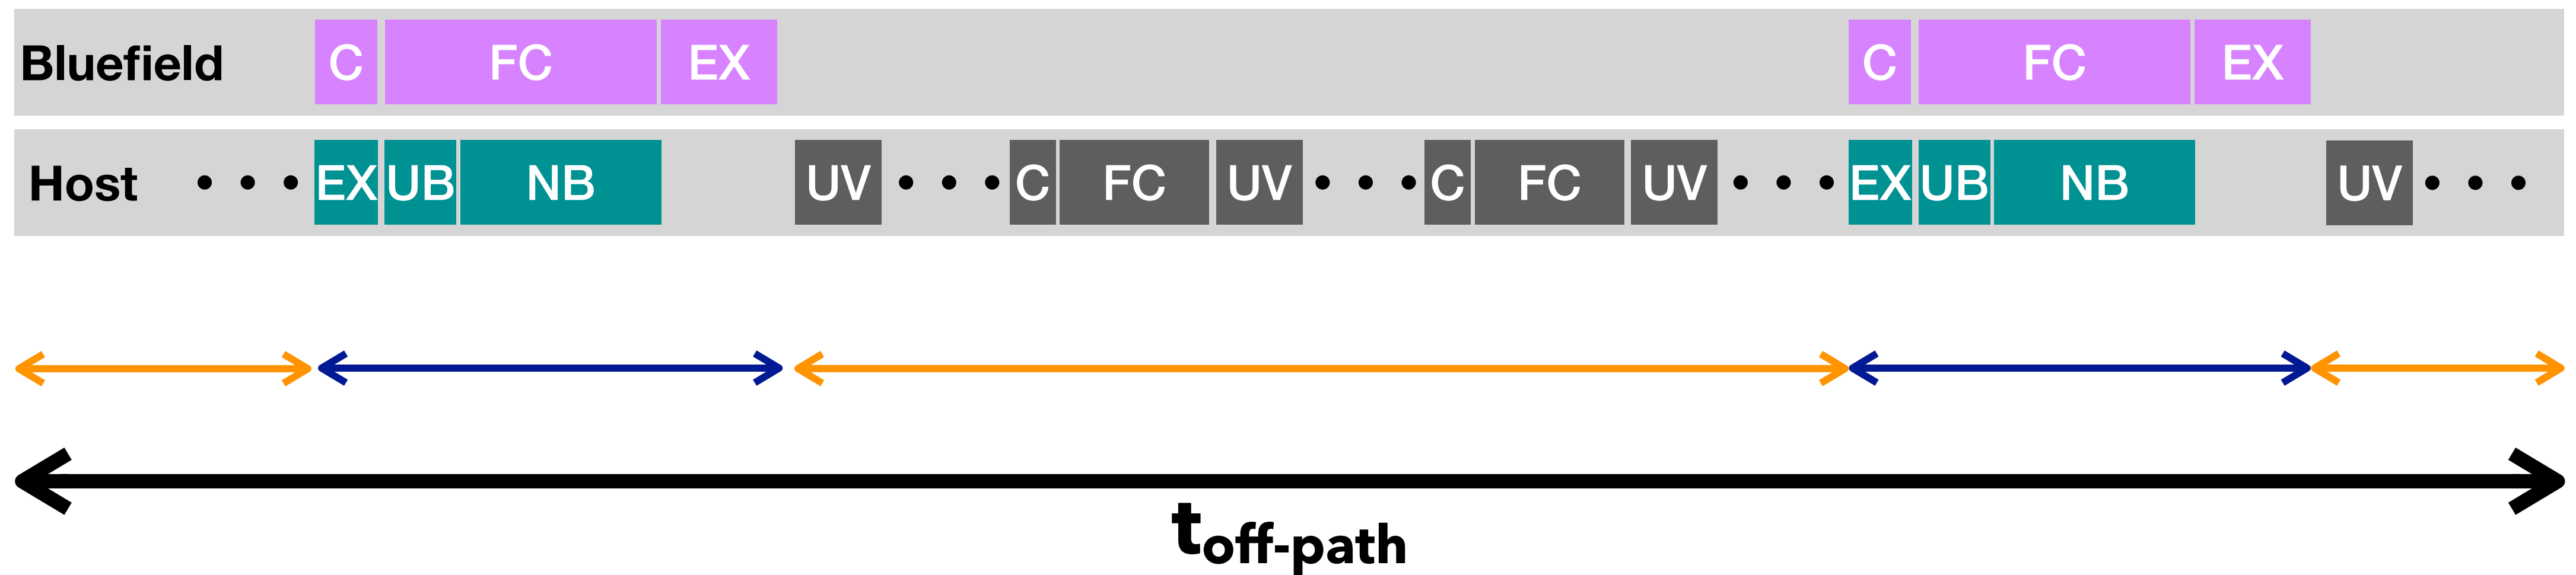 Bluefield C FC EX C FC EX
Host • • • EX UB NB UV • • • C FC UV • • • C FC UV • • • EX UB NB UV • • •
t off-path